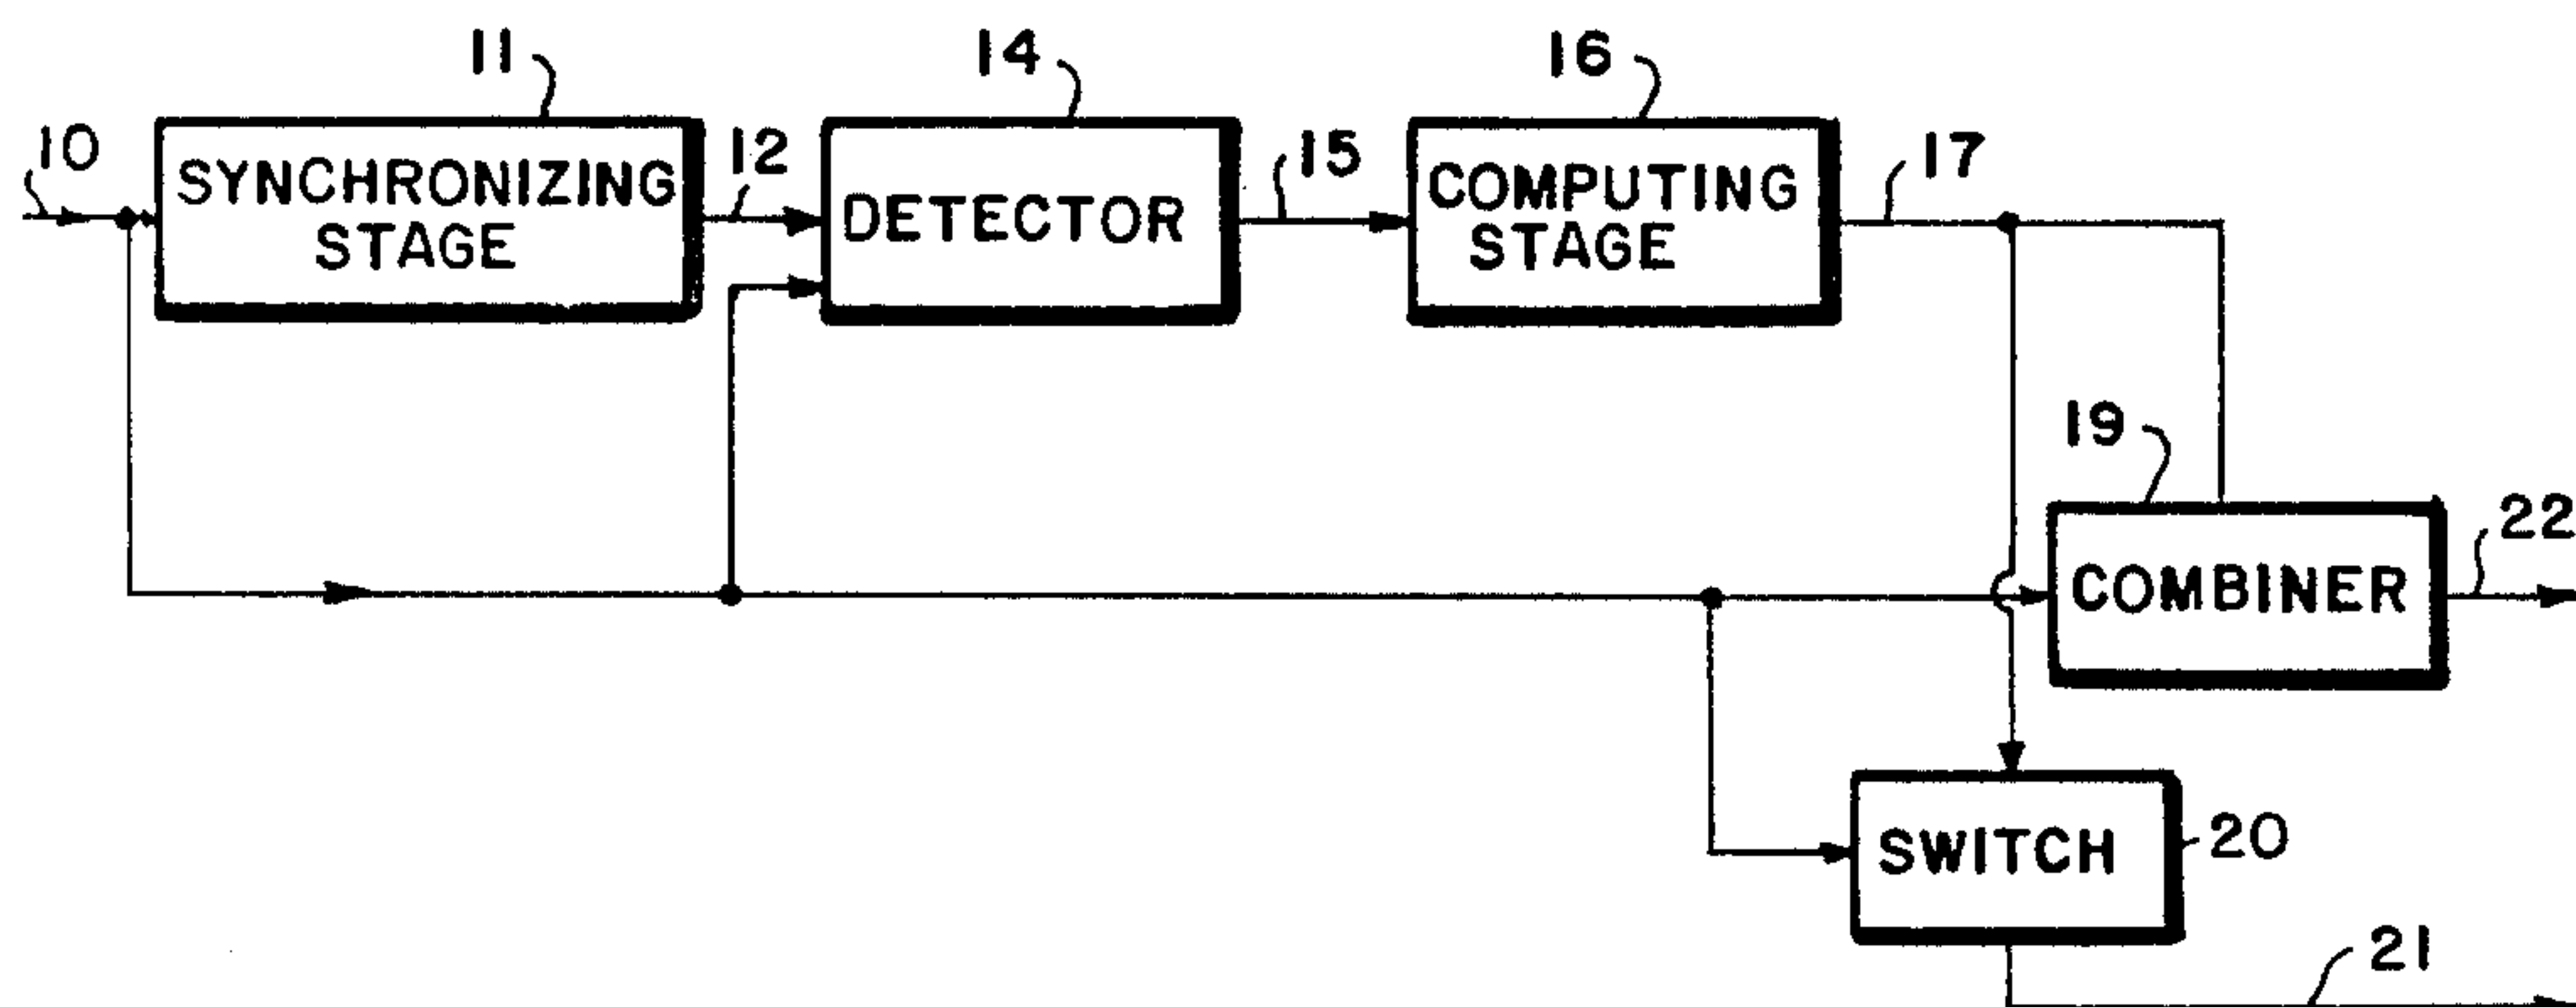 11
14
16
10
12
15
17
SYNCHRONIZING
STAGE
DETECTOR
COMPUTING
STAGE
19
22
COMBINER
SWITCH
20
21